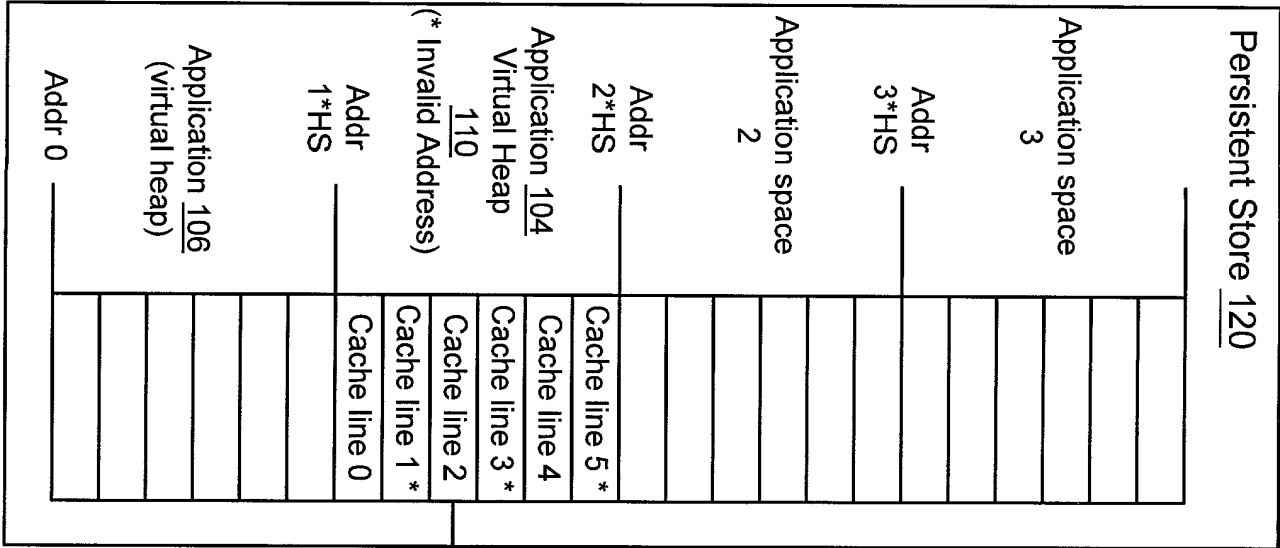 Persistent Store 120
Application space
3
Addr
3*HS
Application space
2
Addr
2*HS
Application 104
Virtual Heap
110
(* Invalid Address)
Addr
1*HS
Application 106
(virtual heap)
Addr 0
Cache line 5 *
Cache line 4
Cache line 3 *
Cache line 2
Cache line 1 *
Cache line 0